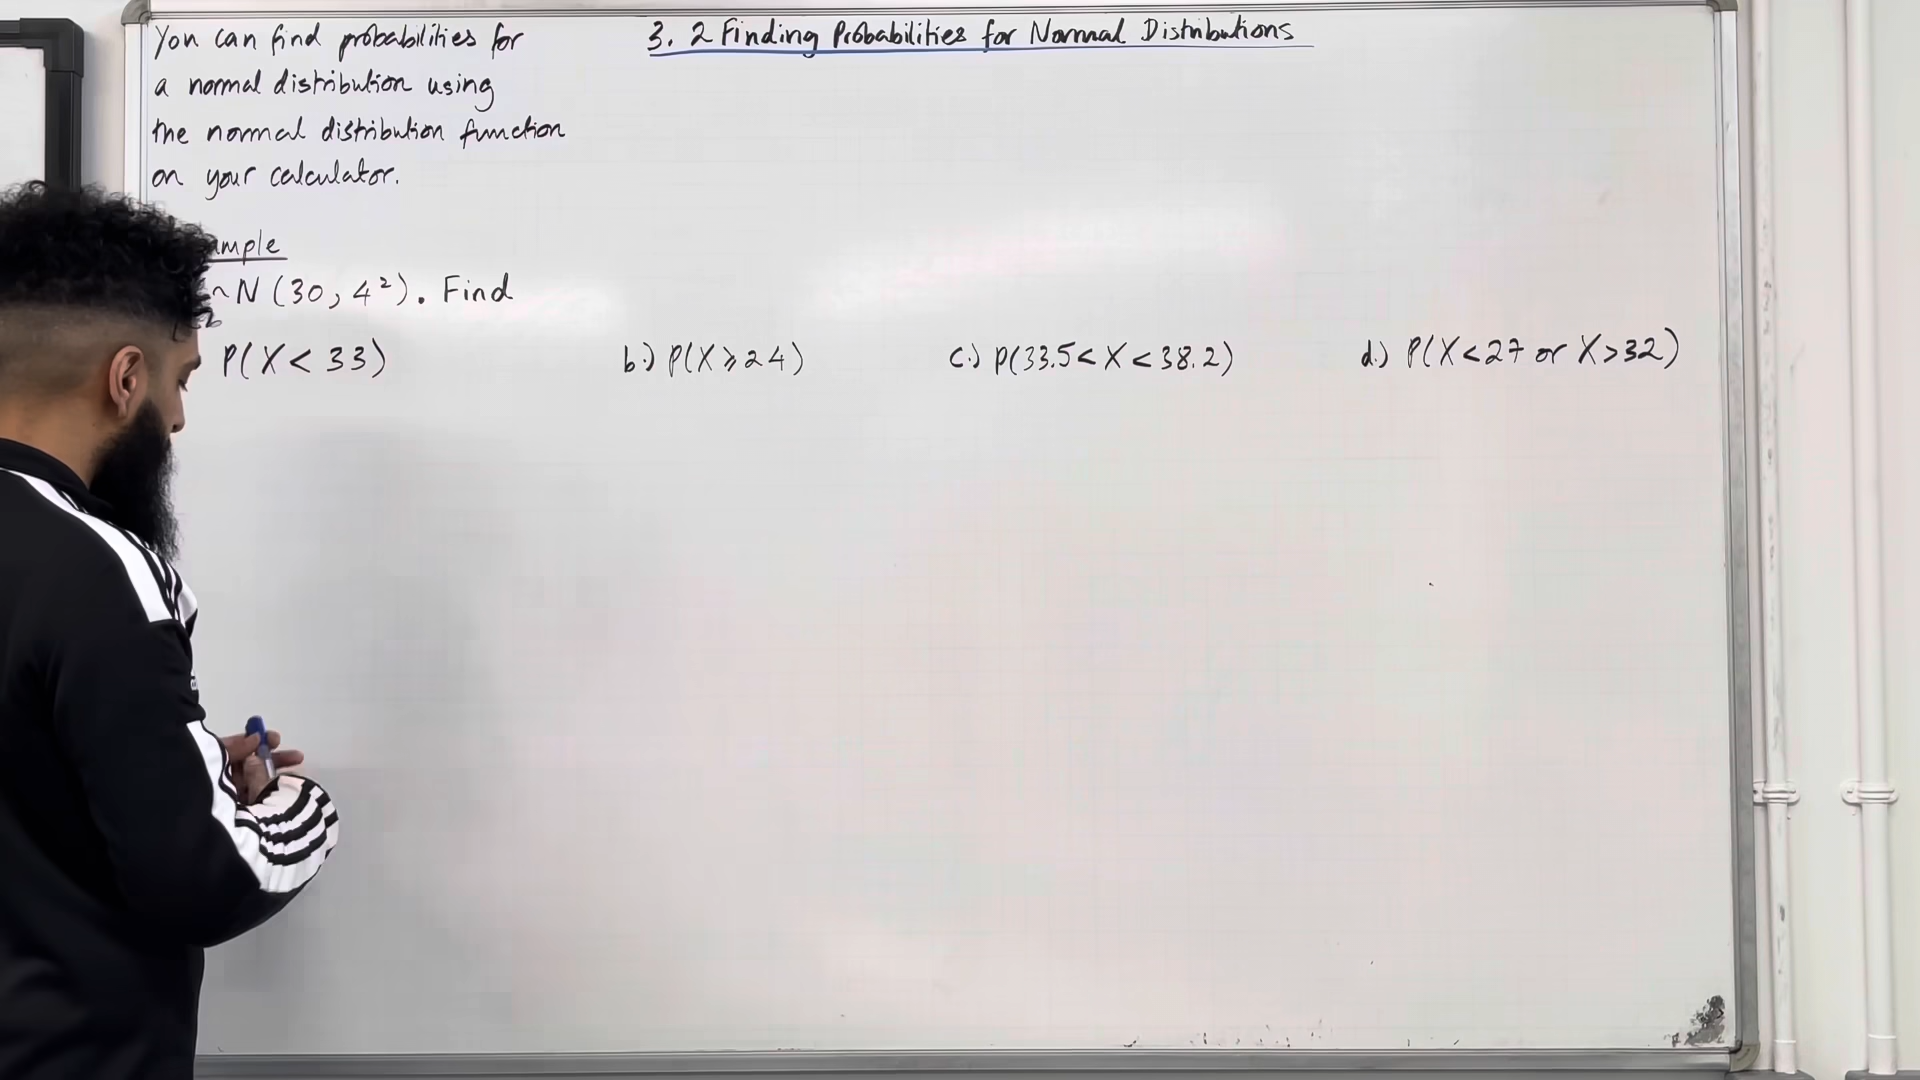 3. 2 Finding Probabilities for Normal Distributions
You can find probabilities for
a normal distribution using
the normal distribution function
on your calculator.
ample
~N (30, 4²). Find
P(X < 33)
b.) P(X ⩾ 24)
c.) P(33.5 < X < 38.2)
d.) P(X < 27 or X > 32)